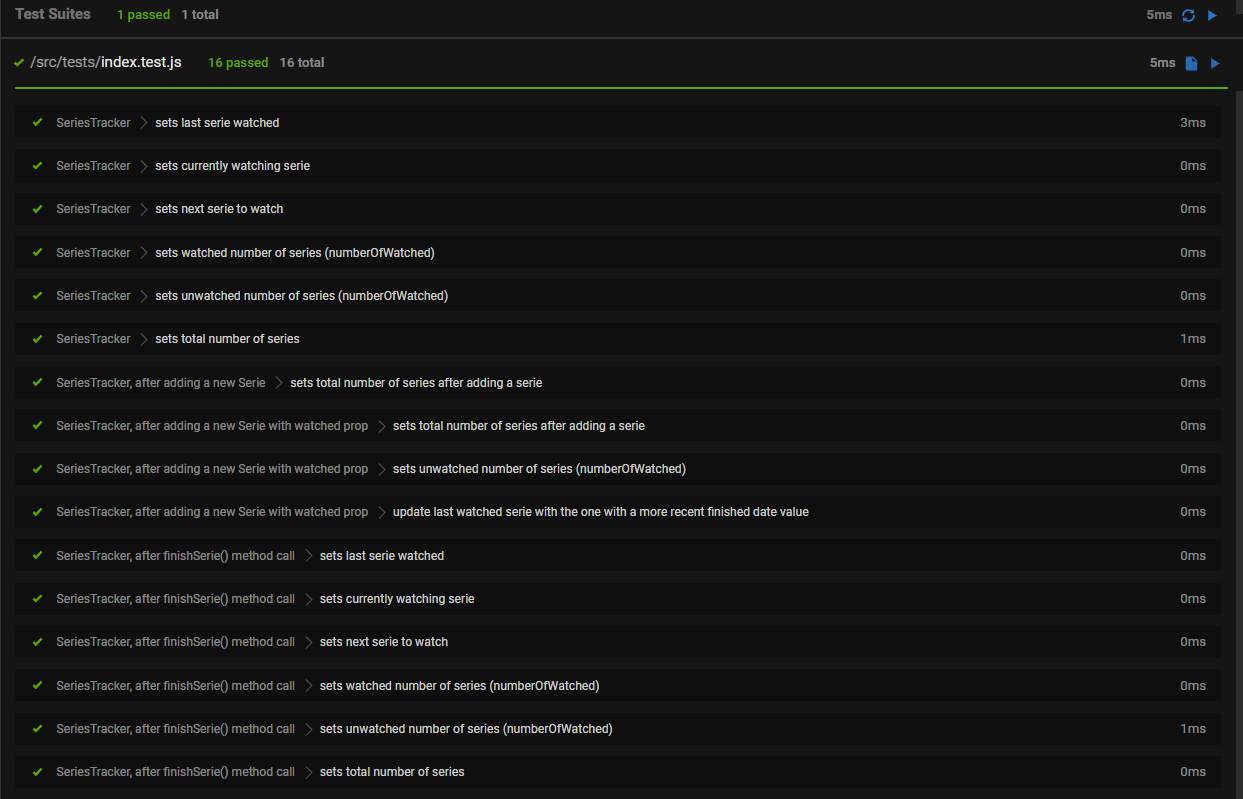 Test Suites 1 passed 1 total 5ms
/src/tests/index.test.js 16 passed 16 total 5ms
SeriesTracker sets last serie watched 3ms
SeriesTracker sets currently watching serie 0ms
SeriesTracker sets next serie to watch 0ms
SeriesTracker sets watched number of series (numberOfWatched) 0ms
SeriesTracker sets unwatched number of series (numberOfWatched) 0ms
SeriesTracker sets total number of series 1ms
SeriesTracker, after adding a new Serie sets total number of series after adding a serie 0ms
SeriesTracker, after adding a new Serie with watched prop sets total number of series after adding a serie 0ms
SeriesTracker, after adding a new Serie with watched prop sets unwatched number of series (numberOfWatched) 0ms
SeriesTracker, after adding a new Serie with watched prop update last watched serie with the one with a more recent finished date value 0ms
SeriesTracker, after finishSerie() method call sets last serie watched 0ms
SeriesTracker, after finishSerie() method call sets currently watching serie 0ms
SeriesTracker, after finishSerie() method call sets next serie to watch 0ms
SeriesTracker, after finishSerie() method call sets watched number of series (numberOfWatched) 0ms
SeriesTracker, after finishSerie() method call sets unwatched number of series (numberOfWatched) 1ms
SeriesTracker, after finishSerie() method call sets total number of series 0ms